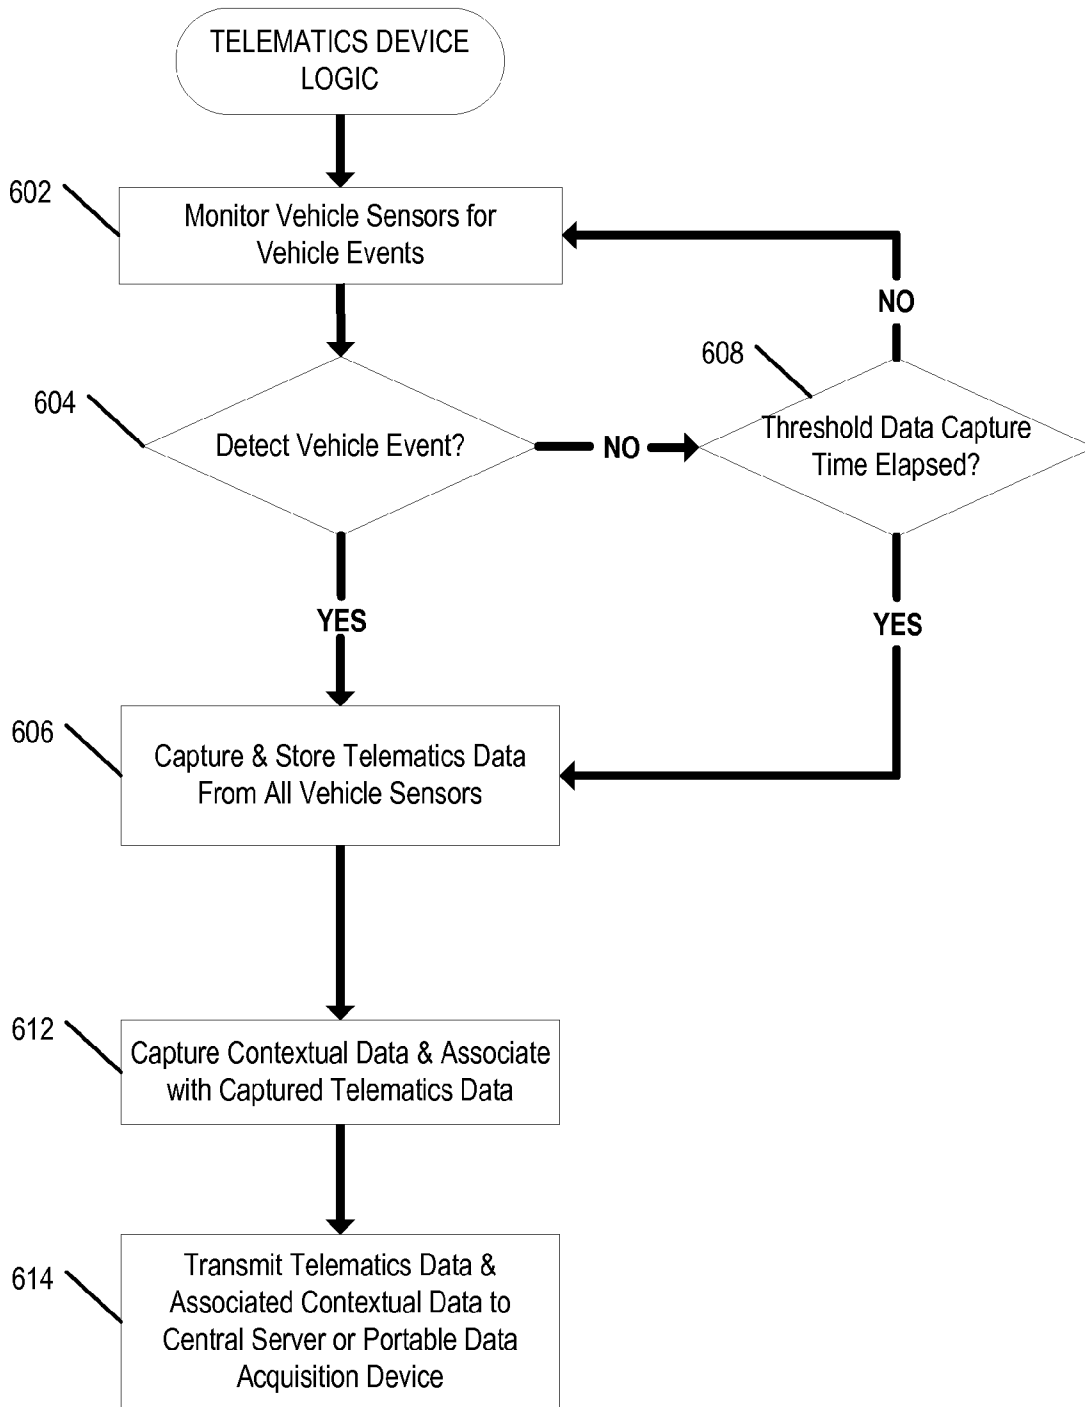 TELEMATICS DEVICE
LOGIC
602
Monitor Vehicle Sensors for
Vehicle Events
NO
608
604
Detect Vehicle Event?
NO
Threshold Data Capture
Time Elapsed?
YES
YES
606
Capture & Store Telematics Data
From All Vehicle Sensors
612
Capture Contextual Data & Associate
with Captured Telematics Data
614
Transmit Telematics Data &
Associated Contextual Data to
Central Server or Portable Data
Acquisition Device